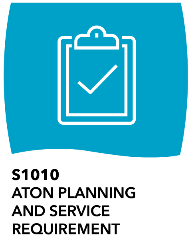 S1010
ATON PLANNING
AND SERVICE
REQUIREMENT